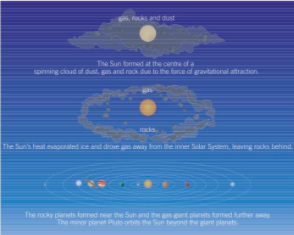 gas, rocks and dust
The Sun formed at the centre of a
spinning cloud of dust, gas and rock due to the force of gravitational attraction.
gas
rocks
The Sun's heat evaporated ice and drove gas away from the inner Solar System, leaving rocks behind.
The rocky planets formed near the Sun and the gas giant planets formed further away.
The minor planet Pluto orbits the Sun beyond the giant planets.